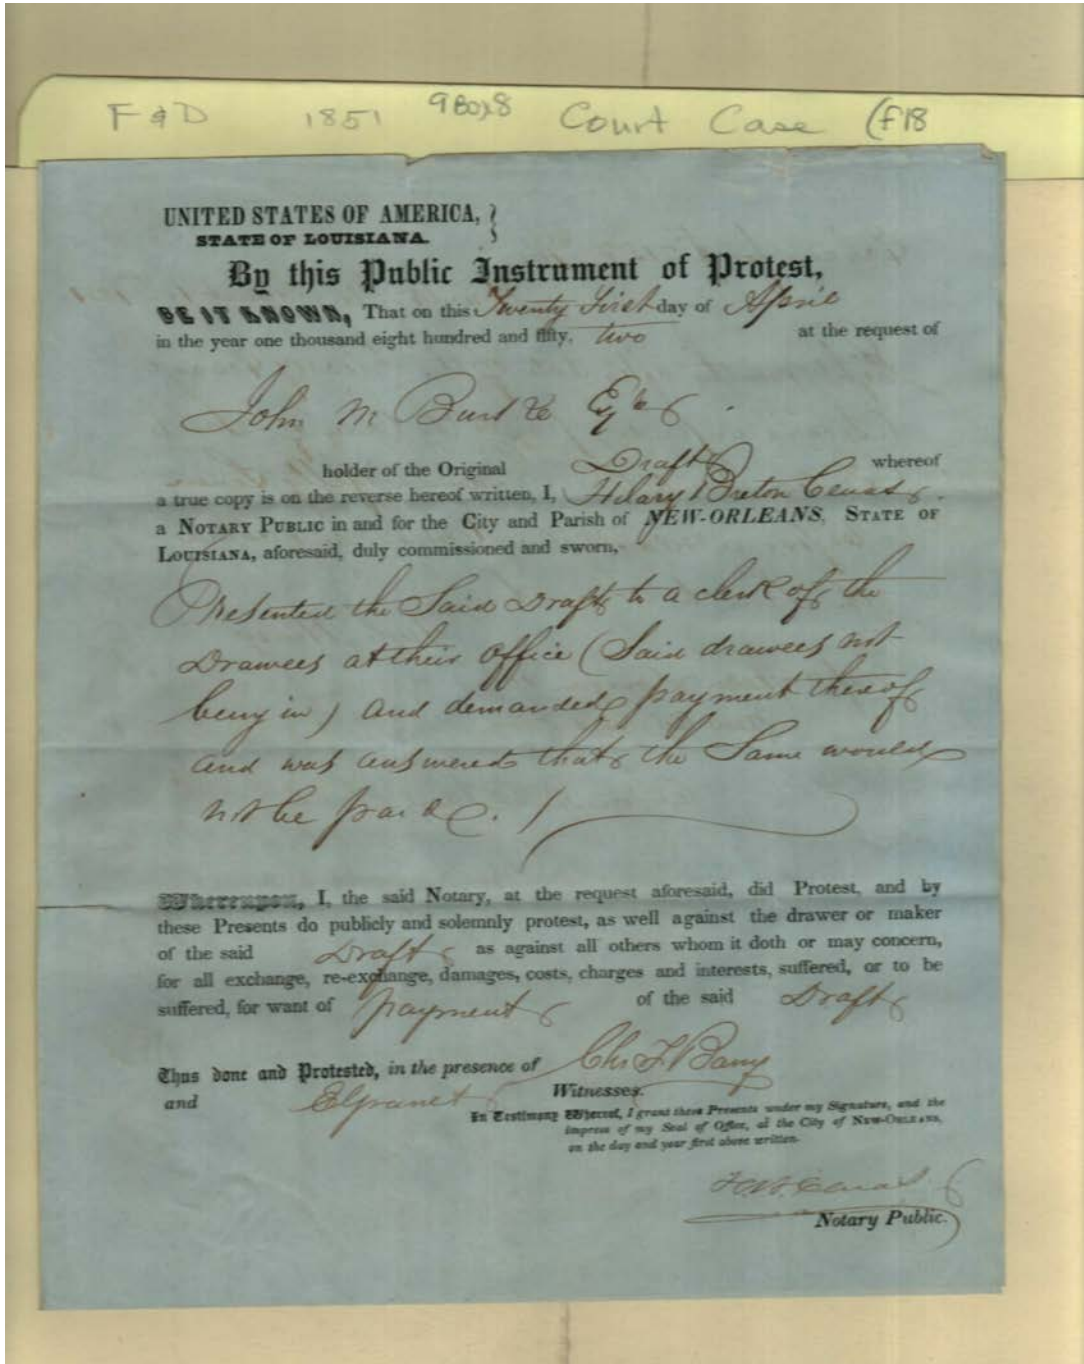 F & D 1851 9 Box 8 Court Case (f18
UNITED STATES OF AMERICA,
STATE OF LOUISIANA.
By this Public Instrument of Protest,
BE IT KNOWN, That on this Twenty First day of April
in the year one thousand eight hundred and fifty, two at the request of
John M
holder of the Original Draft whereof
a true copy is on the reverse hereof written, I, Hilary Breton Cenas
a NOTARY PUBLIC in and for the City and Parish of NEW-ORLEANS, STATE OF
LOUISIANA, aforesaid, duly commissioned and sworn,
Presented the Said Draft to a clerk of the
Drawees at their office (Said drawees not
being in) and demanded payment thereof
and was answered that the Same would
not be paid.
Whereupon, I, the said Notary, at the request aforesaid, did Protest, and by
these Presents do publicly and solemnly protest, as well against the drawer or maker
of the said Draft as against all others whom it doth or may concern,
for all exchange, re-exchange, damages, costs, charges and interests, suffered, or to be
suffered, for want of payment of the said Draft
Thus done and Protested, in the presence of Chs F Barry
and E Granet Witnesses.
In Testimony Whereof, I grant these Presents under my Signature, and the
impress of my Seal of Office, at the City of NEW-ORLEANS,
on the day and year first above written.
H. B. Cenas
Notary Public.